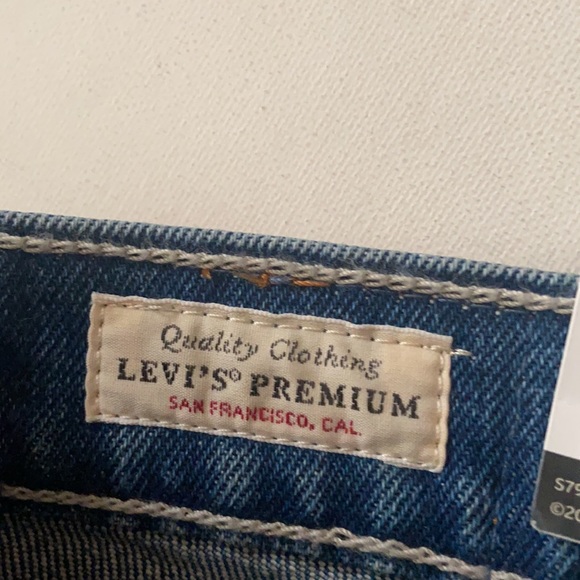 Quality Clothing
LEVI'S® PREMIUM
SAN FRANCISCO, CAL.